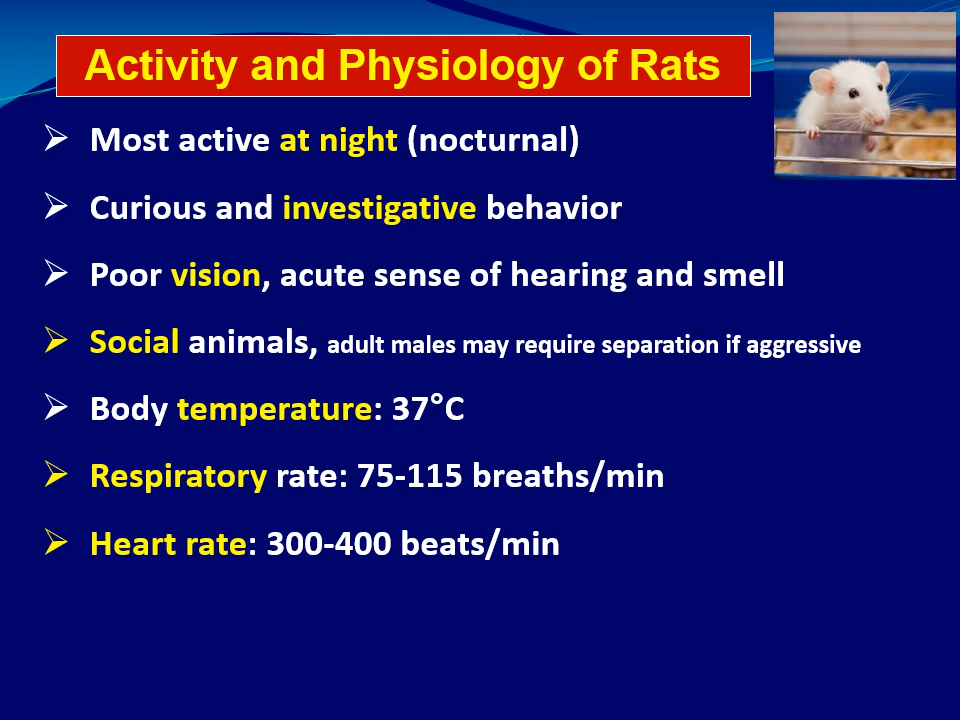 Activity and Physiology of Rats
➢ Most active at night (nocturnal)
➢ Curious and investigative behavior
➢ Poor vision, acute sense of hearing and smell
➢ Social animals, adult males may require separation if aggressive
➢ Body temperature: 37°C
➢ Respiratory rate: 75-115 breaths/min
➢ Heart rate: 300-400 beats/min